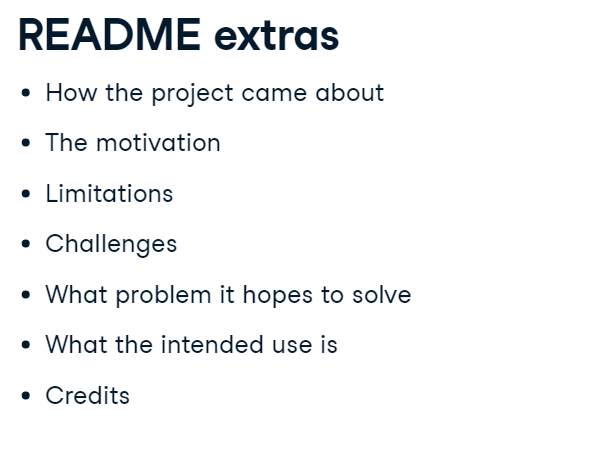 README extras
• How the project came about
• The motivation
• Limitations
• Challenges
• What problem it hopes to solve
• What the intended use is
• Credits